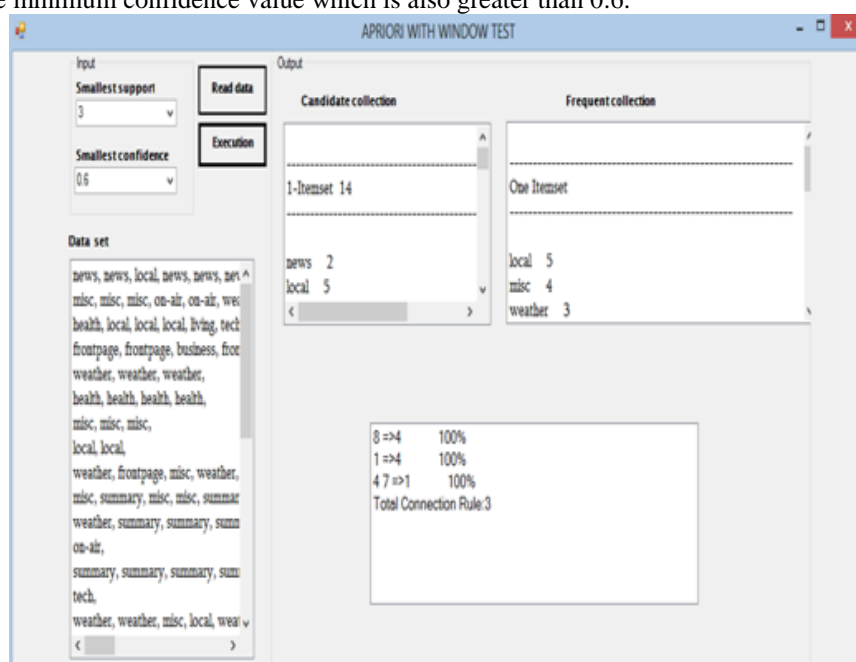 e minimum confidence value which is also greater than 0.6.
APRIORI WITH WINDOW TEST
Input
Smallest support
3
Smallest confidence
0.6
Read data
Execution
Data set
news, news, local, news, news, nev
misc, misc, misc, on-air, on-air, wea
health, local, local, local, living, tech
frontpage, frontpage, business, fror
weather, weather, weather,
health, health, health, health,
misc, misc, misc,
local, local,
weather, frontpage, misc, weather,
misc, summary, misc, misc, summar
weather, summary, summary, summ
on-air,
summary, summary, summary, sum
tech,
weather, weather, misc, local, weat
Output
Candidate collection
1-Itemset 14
news 2
local 5
Frequent collection
One Itemset
local 5
misc 4
weather 3
8 =>4 100%
1 =>4 100%
4 7 =>1 100%
Total Connection Rule:3